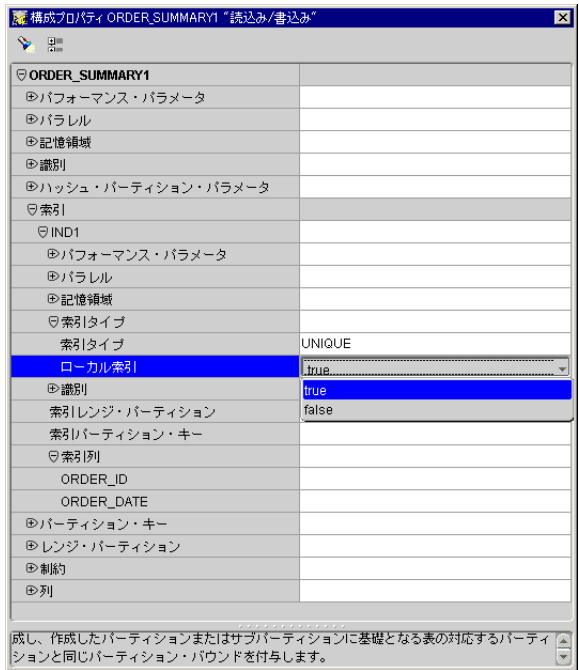 構成プロパティ ORDER_SUMMARY1 "読込み/書込み"
ORDER_SUMMARY1
パフォーマンス・パラメータ
パラレル
記憶領域
識別
ハッシュ・パーティション・パラメータ
索引
IND1
パフォーマンス・パラメータ
パラレル
記憶領域
索引タイプ
索引タイプ UNIQUE
ローカル索引 true
識別 true
false
索引レンジ・パーティション
索引パーティション・キー
索引列
ORDER_ID
ORDER_DATE
パーティション・キー
レンジ・パーティション
制約
列
成し、作成したパーティションまたはサブパーティションに基礎となる表の対応するパーティ
ションと同じパーティション・バウンドを付与します。